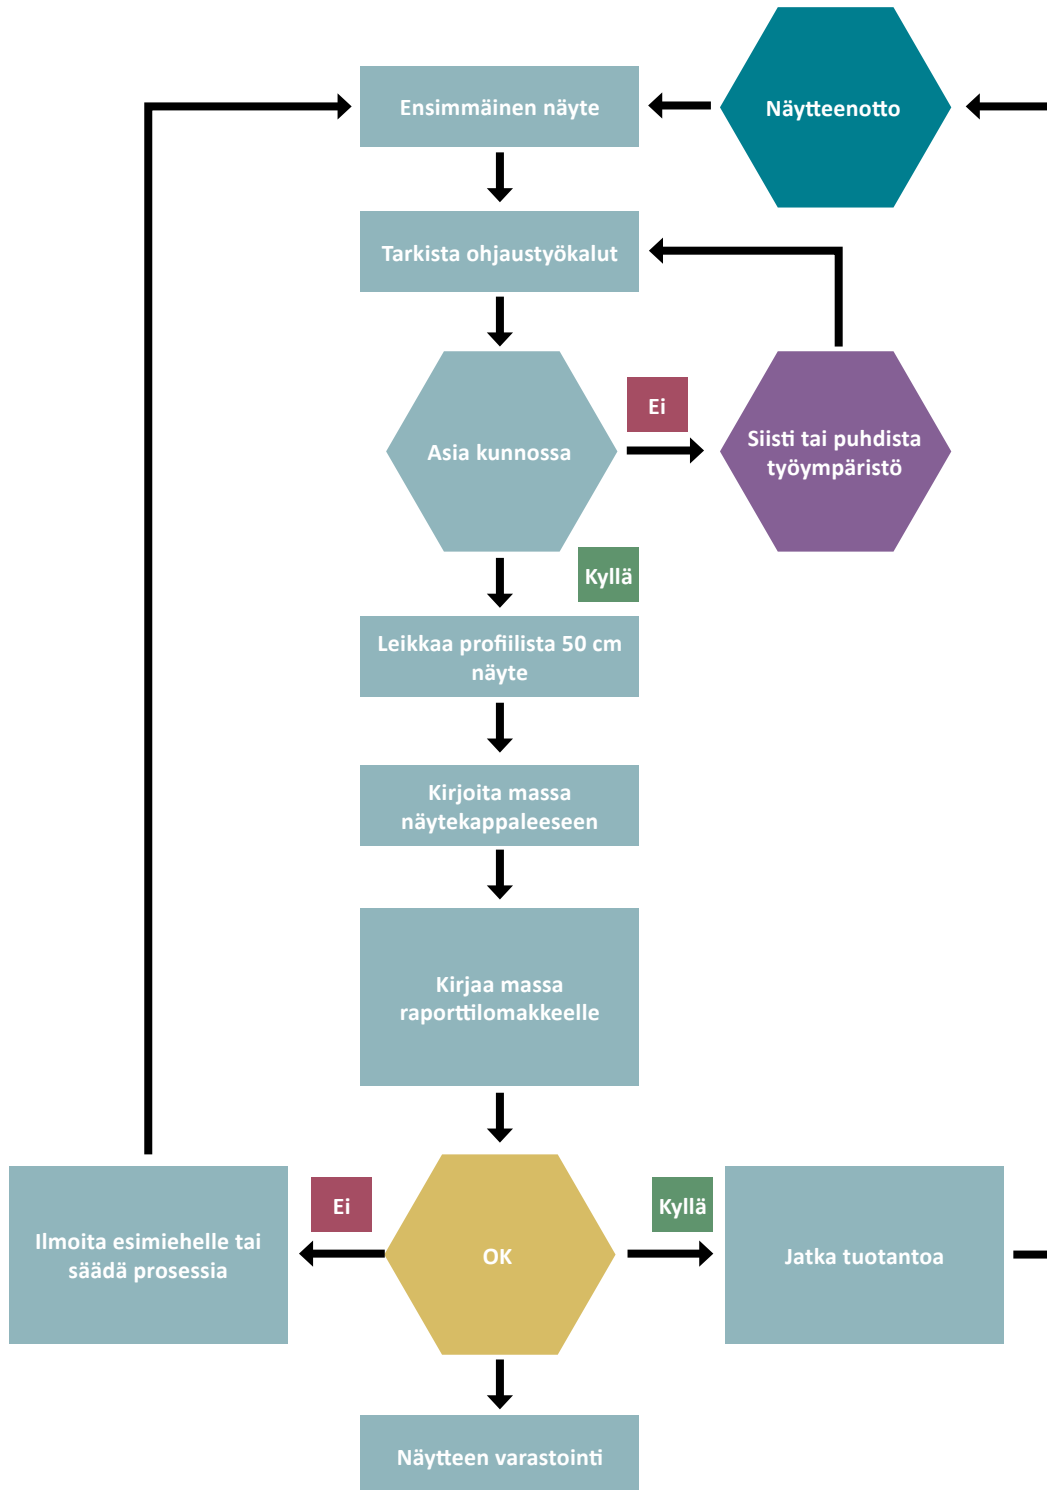 Ensimmäinen näyte
Näytteenotto
Tarkista ohjaustyökalut
Asia kunnossa
Ei
Siisti tai puhdista
työympäristö
Kyllä
Leikkaa profiilista 50 cm
näyte
Kirjoita massa
näytekappaleeseen
Kirjaa massa
raporttilomakkeelle
Ilmoita esimiehelle tai
säädä prosessia
Ei
OK
Kyllä
Jatka tuotantoa
Näytteen varastointi